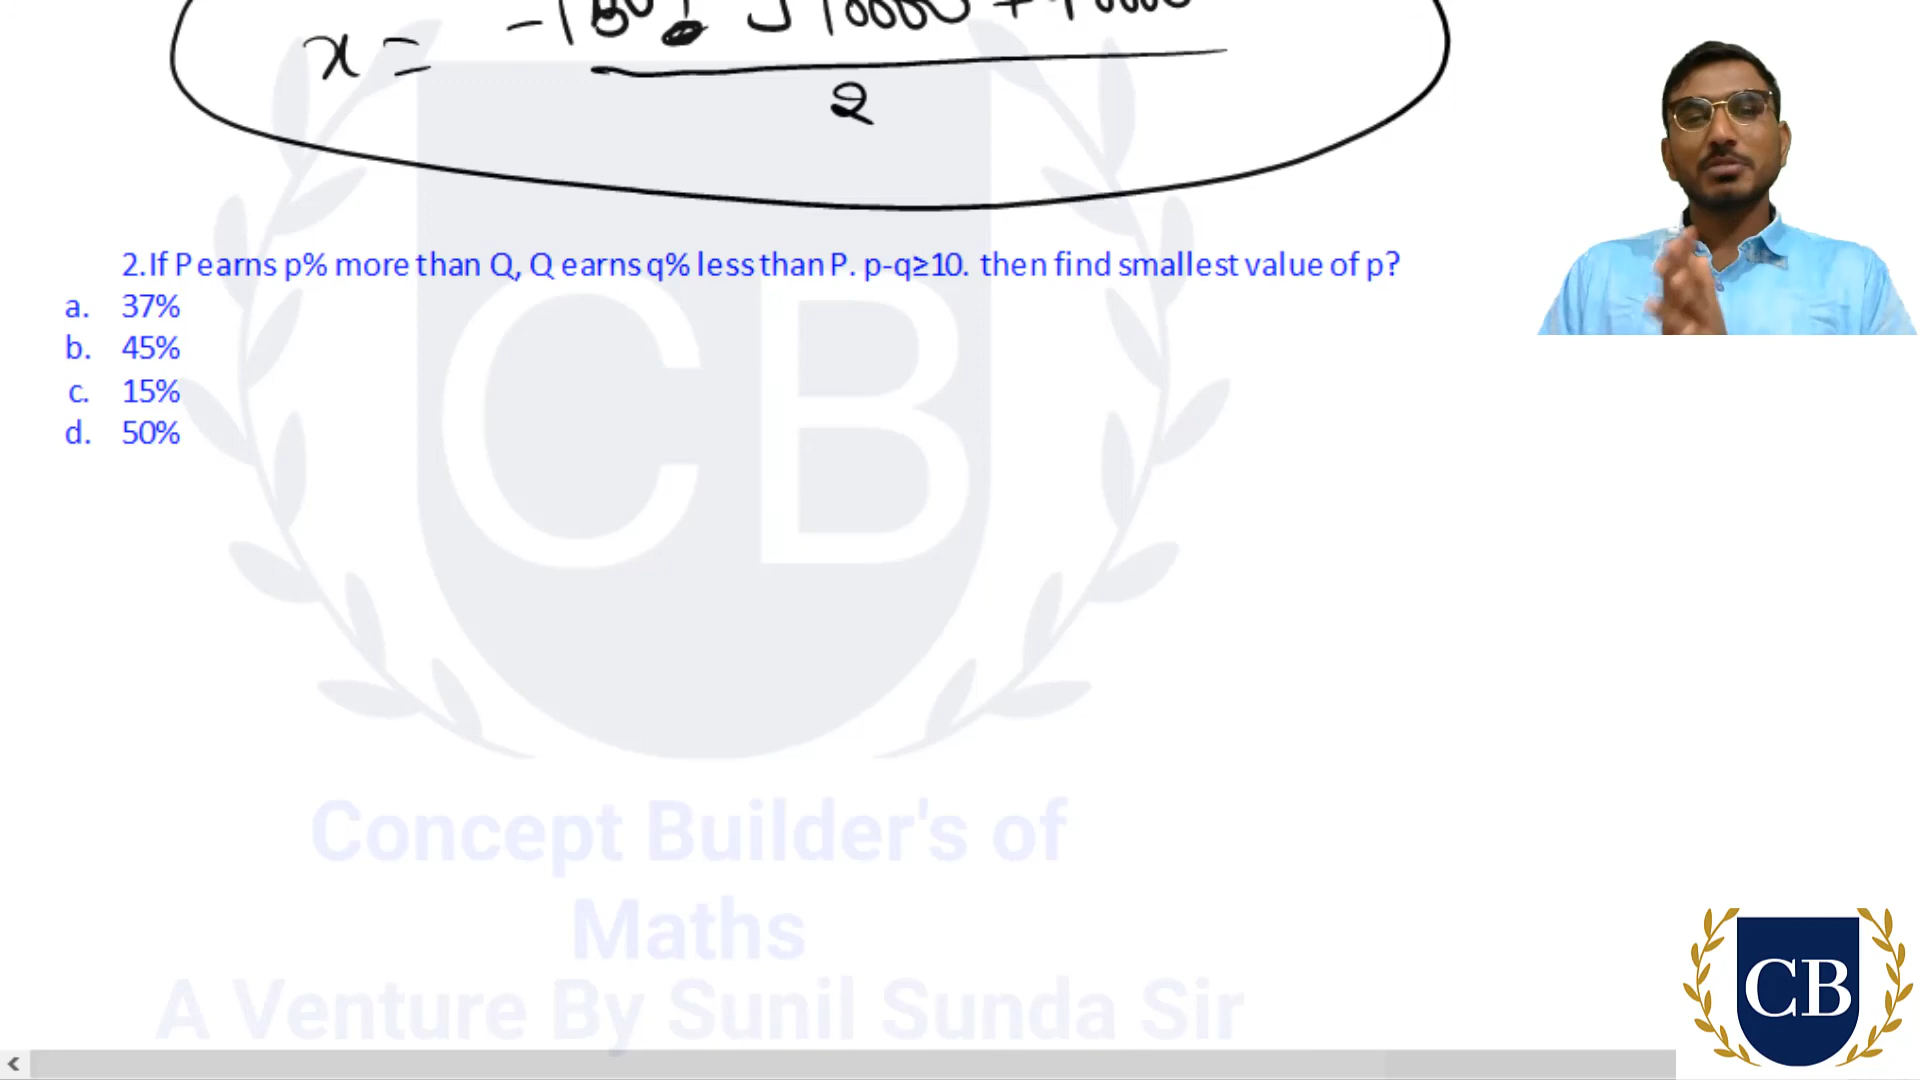 x =
2
2.If P earns p% more than Q, Q earns q% less than P. p-q≥10. then find smallest value of p?
a. 37%
b. 45%
c. 15%
d. 50%
CB
Concept Builder's of
Maths
A Venture By Sunil Sunda Sir
CB